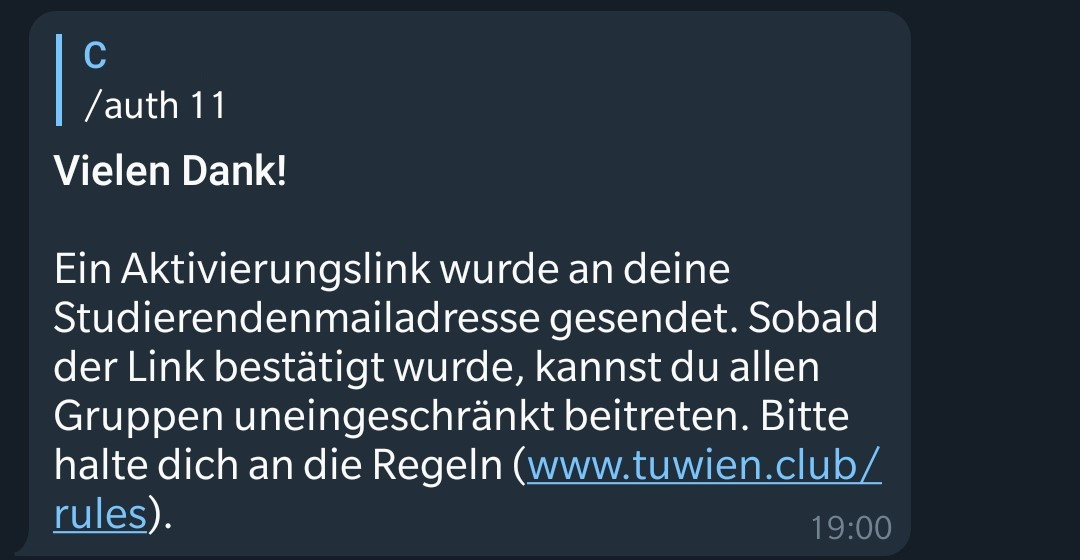 C
/auth 11
Vielen Dank!
Ein Aktivierungslink wurde an deine
Studierendenmailadresse gesendet. Sobald
der Link bestätigt wurde, kannst du allen
Gruppen uneingeschränkt beitreten. Bitte
halte dich an die Regeln (www.tuwien.club/
rules).
19:00